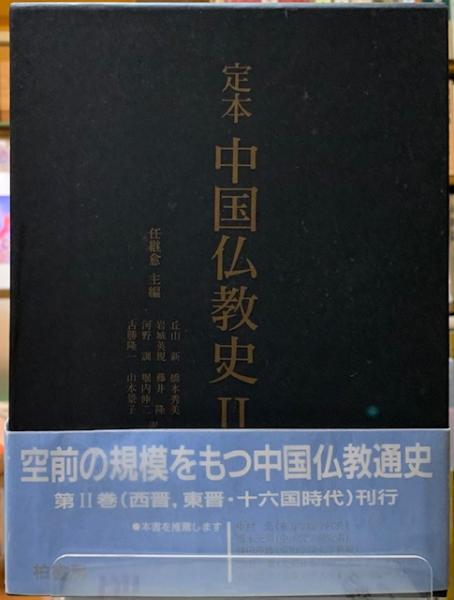 定本
中国仏教史 II
任継愈 主編
丘山 新 橋本秀美
岩城英規 藤井 隆
河野 訓 堀内伸二
古勝隆一 山本景子
空前の規模をもつ中国仏教通史
第II巻(西晋,東晋・十六国時代)刊行
●本書を推薦します